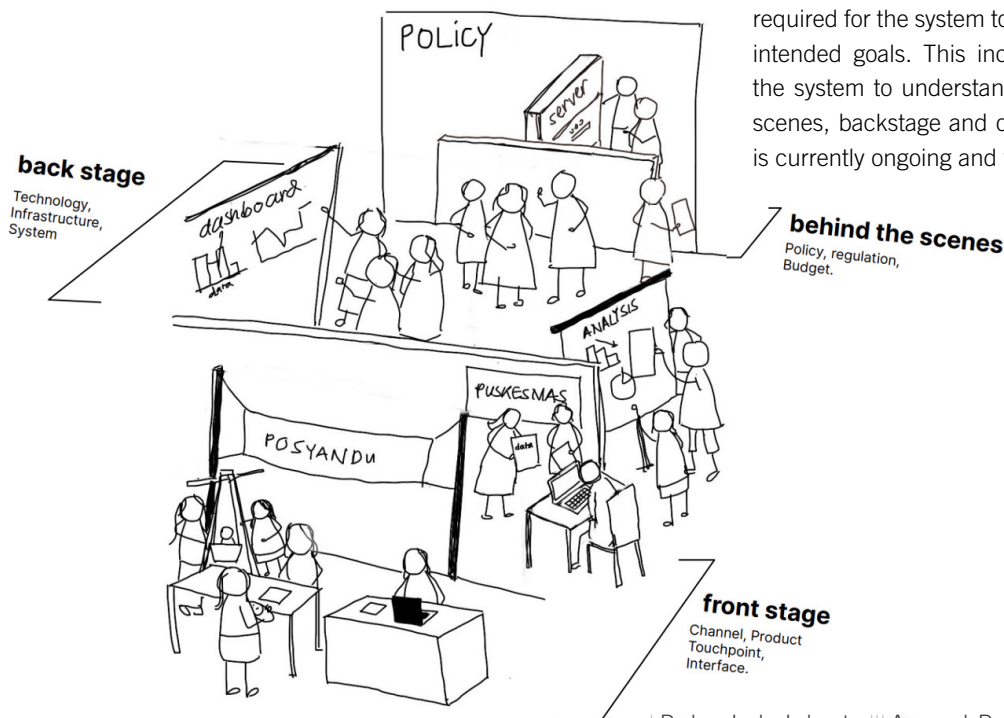 required for the system to
intended goals. This inc
the system to understan
scenes, backstage and
is currently ongoing and
POLICY
server
back stage
Technology,
Infrastructure,
System
dashboard
data
behind the scenes
Policy, regulation,
Budget.
ANALYSIS
PUSKESMAS
data
POSYANDU
front stage
Channel, Product
Touchpoint,
Interface.